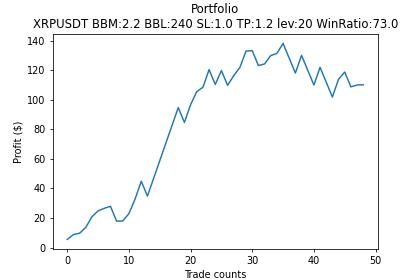 Portfolio
XRPUSDT BBM:2.2 BBL:240 SL:1.0 TP:1.2 lev:20 WinRatio:73.0
140
120
100
80
60
40
20
0
Profit ($)
0 10 20 30 40 50
Trade counts